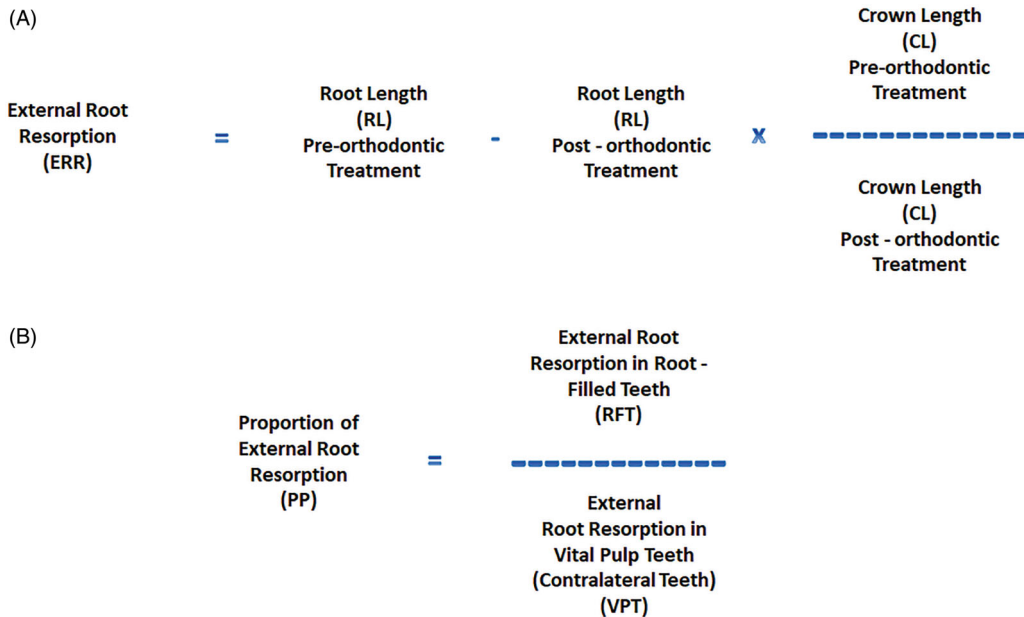 (A)
External Root
Resorption
(ERR)
=
Root Length
(RL)
Pre-orthodontic
Treatment
-
Root Length
(RL)
Post - orthodontic
Treatment
x
Crown Length
(CL)
Pre-orthodontic
Treatment
Crown Length
(CL)
Post - orthodontic
Treatment
(B)
Proportion of
External Root
Resorption
(PP)
=
External Root
Resorption in Root -
Filled Teeth
(RFT)
External
Root Resorption in
Vital Pulp Teeth
(Contralateral Teeth)
(VPT)